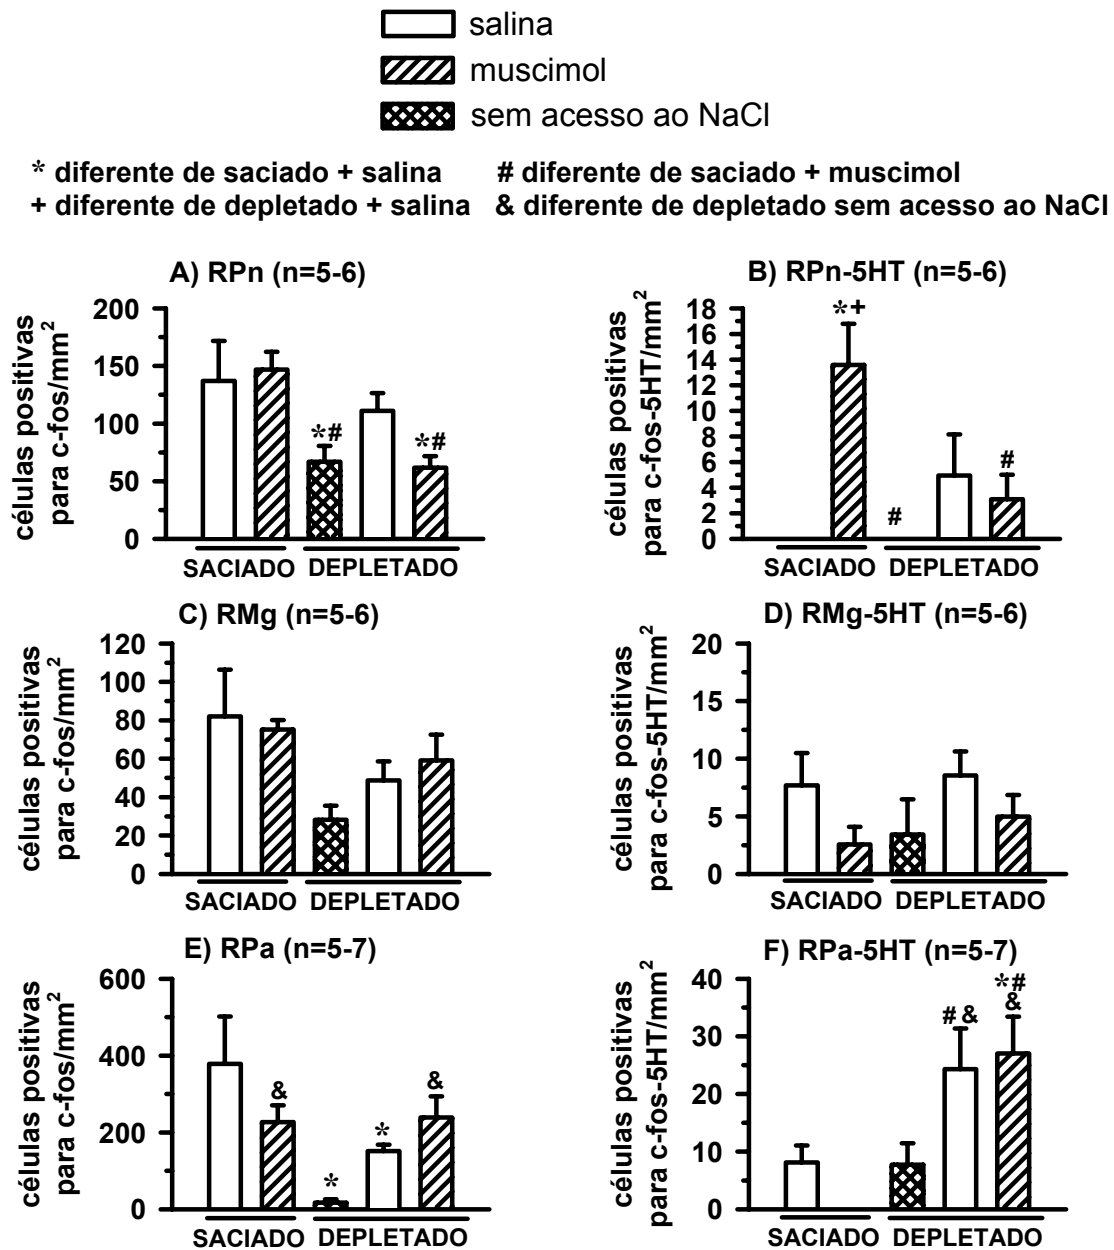 salina
muscimol
sem acesso ao NaCl
* diferente de saciado + salina # diferente de saciado + muscimol
+ diferente de depletado + salina & diferente de depletado sem acesso ao NaCl
A) RPn (n=5-6)
células positivas
para c-fos/mm²
200
150
100
50
0
*#
*#
SACIADO DEPLETADO
B) RPn-5HT (n=5-6)
células positivas
para c-fos-5HT/mm²
18
16
14
12
10
8
6
4
2
0
*+
#
#
SACIADO DEPLETADO
C) RMg (n=5-6)
células positivas
para c-fos/mm²
120
100
80
60
40
20
0
SACIADO DEPLETADO
D) RMg-5HT (n=5-6)
células positivas
para c-fos-5HT/mm²
20
15
10
5
0
SACIADO DEPLETADO
E) RPa (n=5-7)
células positivas
para c-fos/mm²
600
400
200
0
&
*
*
&
SACIADO DEPLETADO
F) RPa-5HT (n=5-7)
células positivas
para c-fos-5HT/mm²
40
30
20
10
0
# &
*#
&
SACIADO DEPLETADO